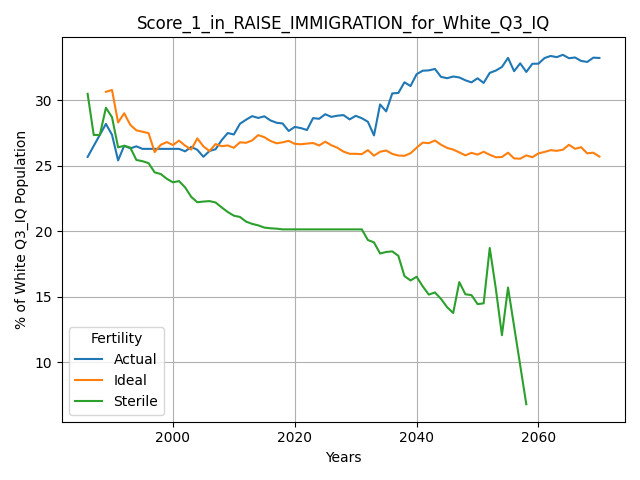 Score_1_in_RAISE_IMMIGRATION_for_White_Q3_IQ
% of White Q3_IQ Population
30
25
20
15
10
Fertility
Actual
Ideal
Sterile
2000 2020 2040 2060
Years